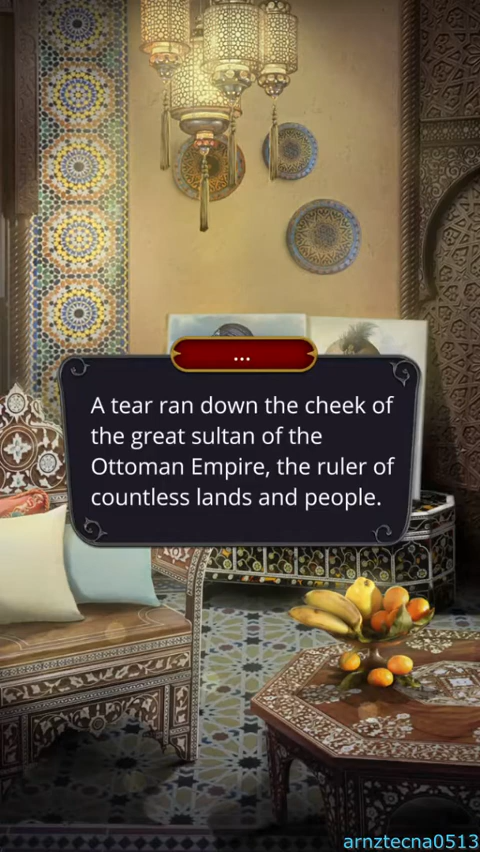 ...
A tear ran down the cheek of
the great sultan of the
Ottoman Empire, the ruler of
countless lands and people.
arnztecna0513